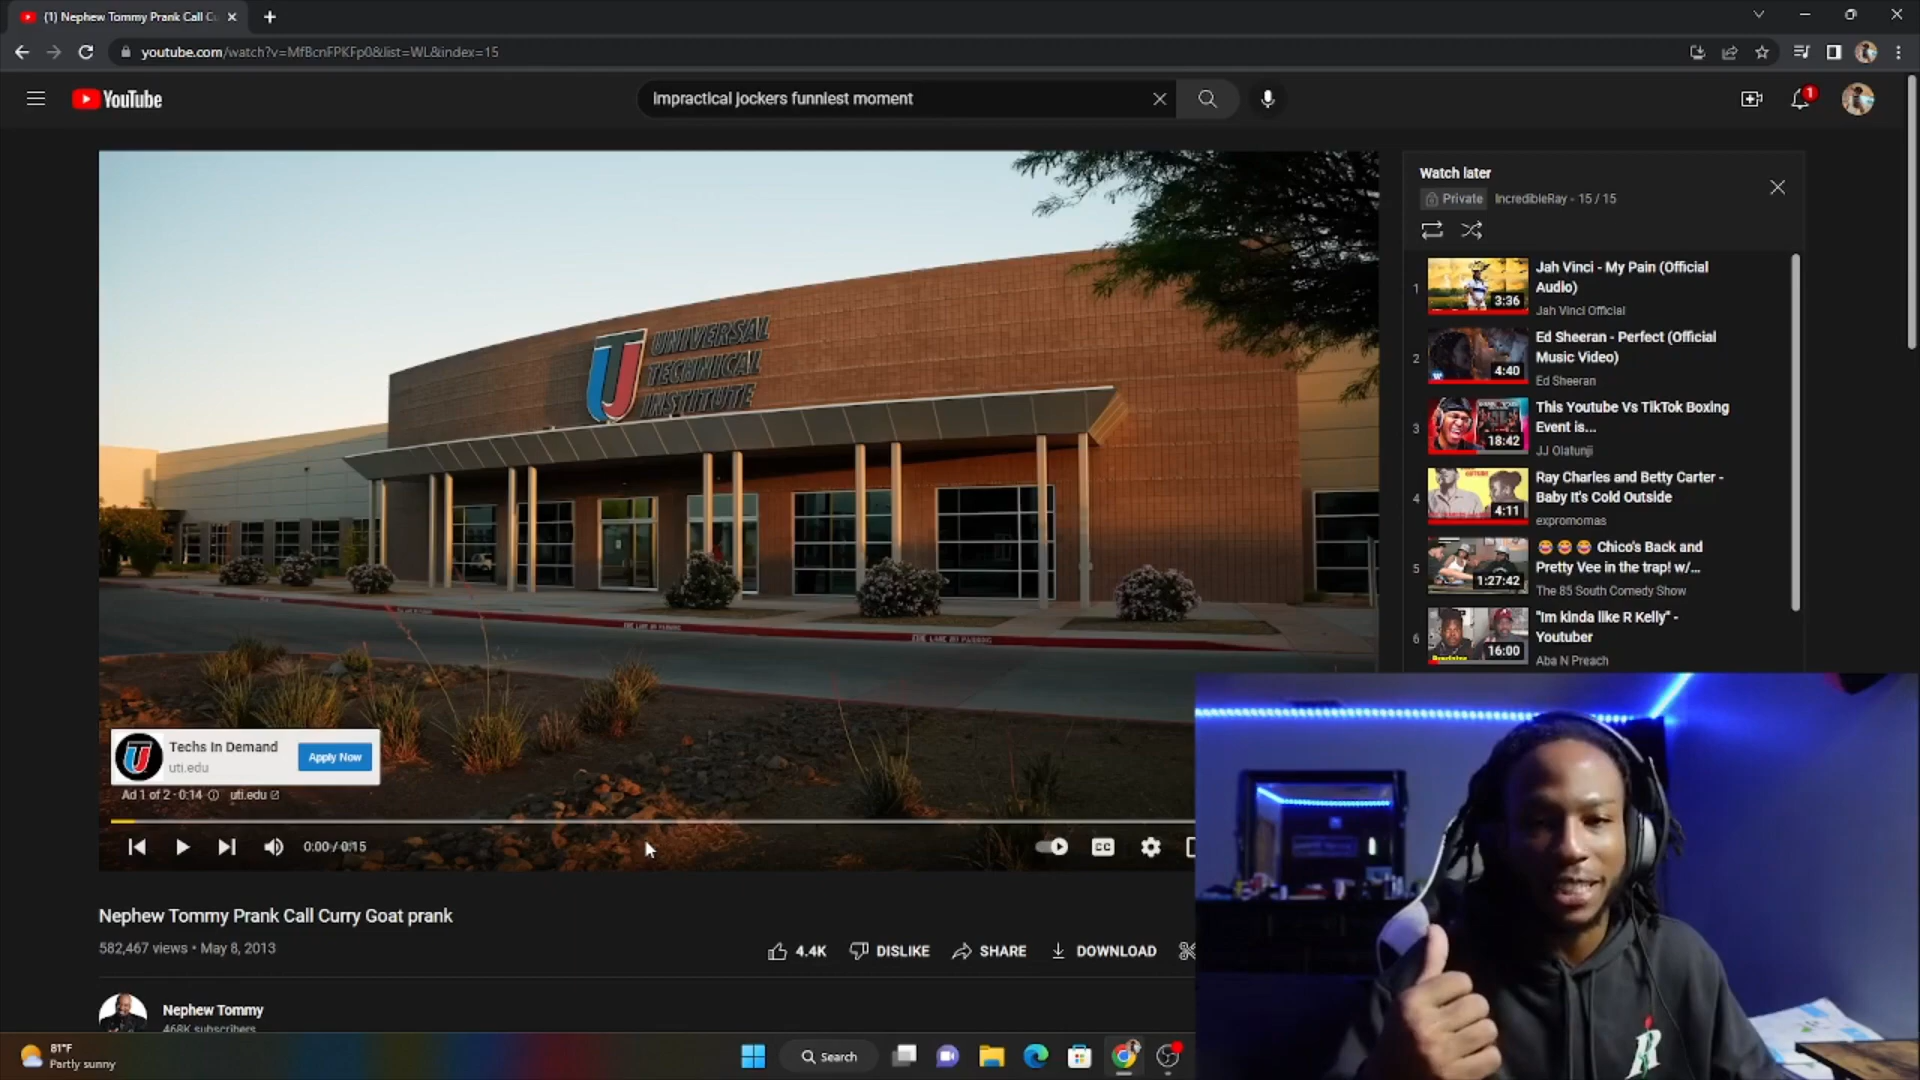 (1) Nephew Tommy Prank Call C
youtube.com/watch?v=MfBcnFPKFp0&list=WL&index=15
YouTube
Impractical jockers funniest moment
1
UNIVERSAL
TECHNICAL
INSTITUTE
Techs In Demand
uti.edu
Apply Now
Ad 1 of 2 · 0:14
uti.edu
0:00 / 0:15
CC
Nephew Tommy Prank Call Curry Goat prank
582,467 views • May 8, 2013
4.4K
DISLIKE
SHARE
DOWNLOAD
Nephew Tommy
468K subscribers
Watch later
Private
IncredibleRay - 15 / 15
1
3:36
Jah Vinci - My Pain (Official
Audio)
Jah Vinci Official
2
4:40
Ed Sheeran - Perfect (Official
Music Video)
Ed Sheeran
3
18:42
This Youtube Vs TikTok Boxing
Event is...
JJ Olatunji
4
4:11
Ray Charles and Betty Carter -
Baby It's Cold Outside
expromomas
5
1:27:42
😂😂😂 Chico's Back and
Pretty Vee in the trap! w/...
The 85 South Comedy Show
6
16:00
"Im kinda like R Kelly" -
Youtuber
Aba N Preach
81°F
Partly sunny
Search